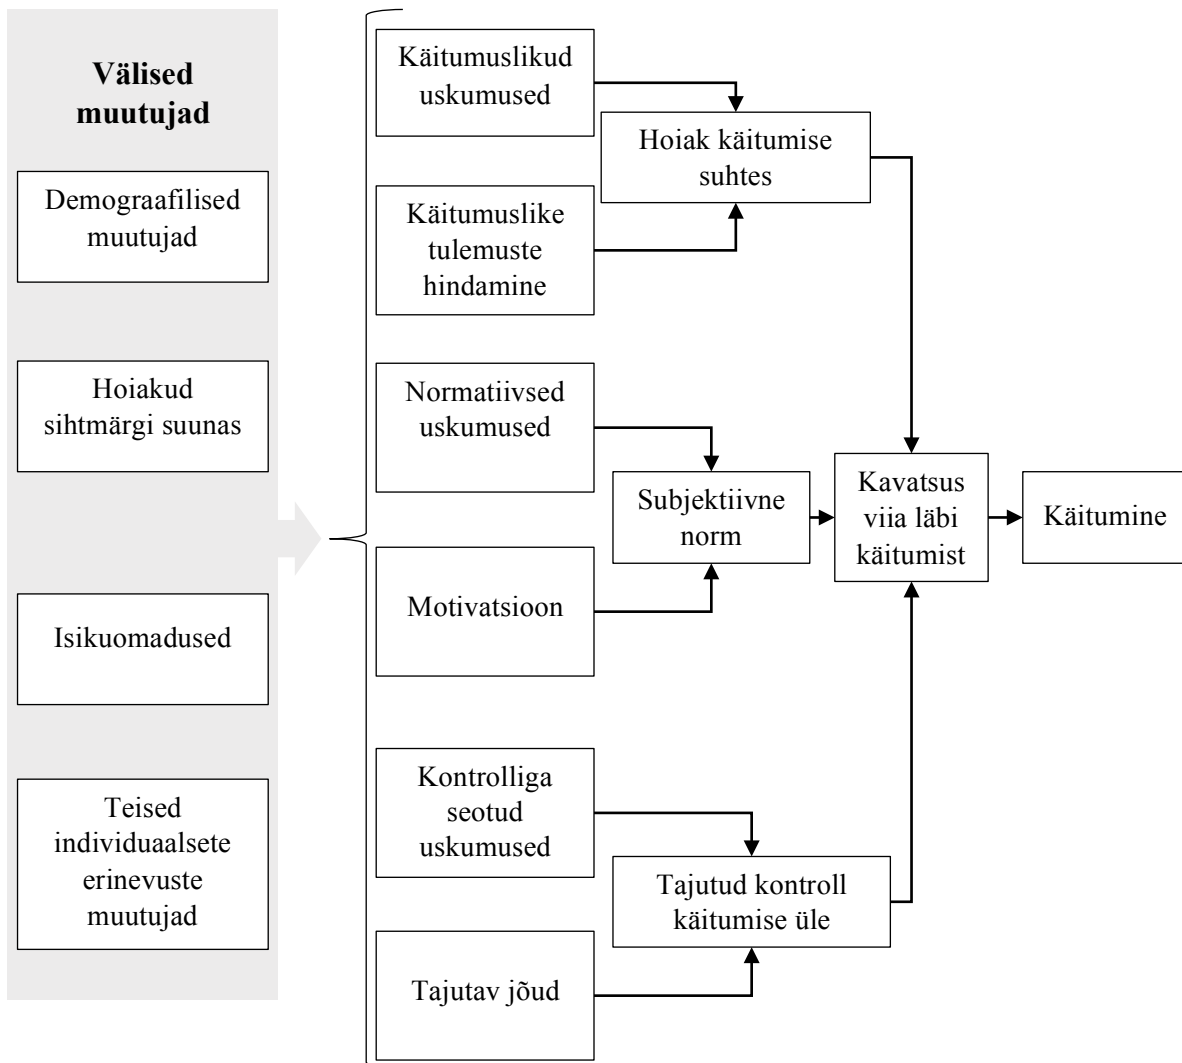 Välised
muutujad
Demograafilised
muutujad
Hoiakud
sihtmärgi suunas
Isikuomadused
Teised
individuaalsete
erinevuste
muutujad
Käitumuslikud
uskumused
Käitumuslike
tulemuste
hindamine
Normatiivsed
uskumused
Motivatsioon
Kontrolliga
seotud
uskumused
Tajutav jõud
Hoiak käitumise
suhtes
Subjektiivne
norm
Tajutud kontroll
käitumise üle
Kavatsus
viia läbi
käitumist
Käitumine